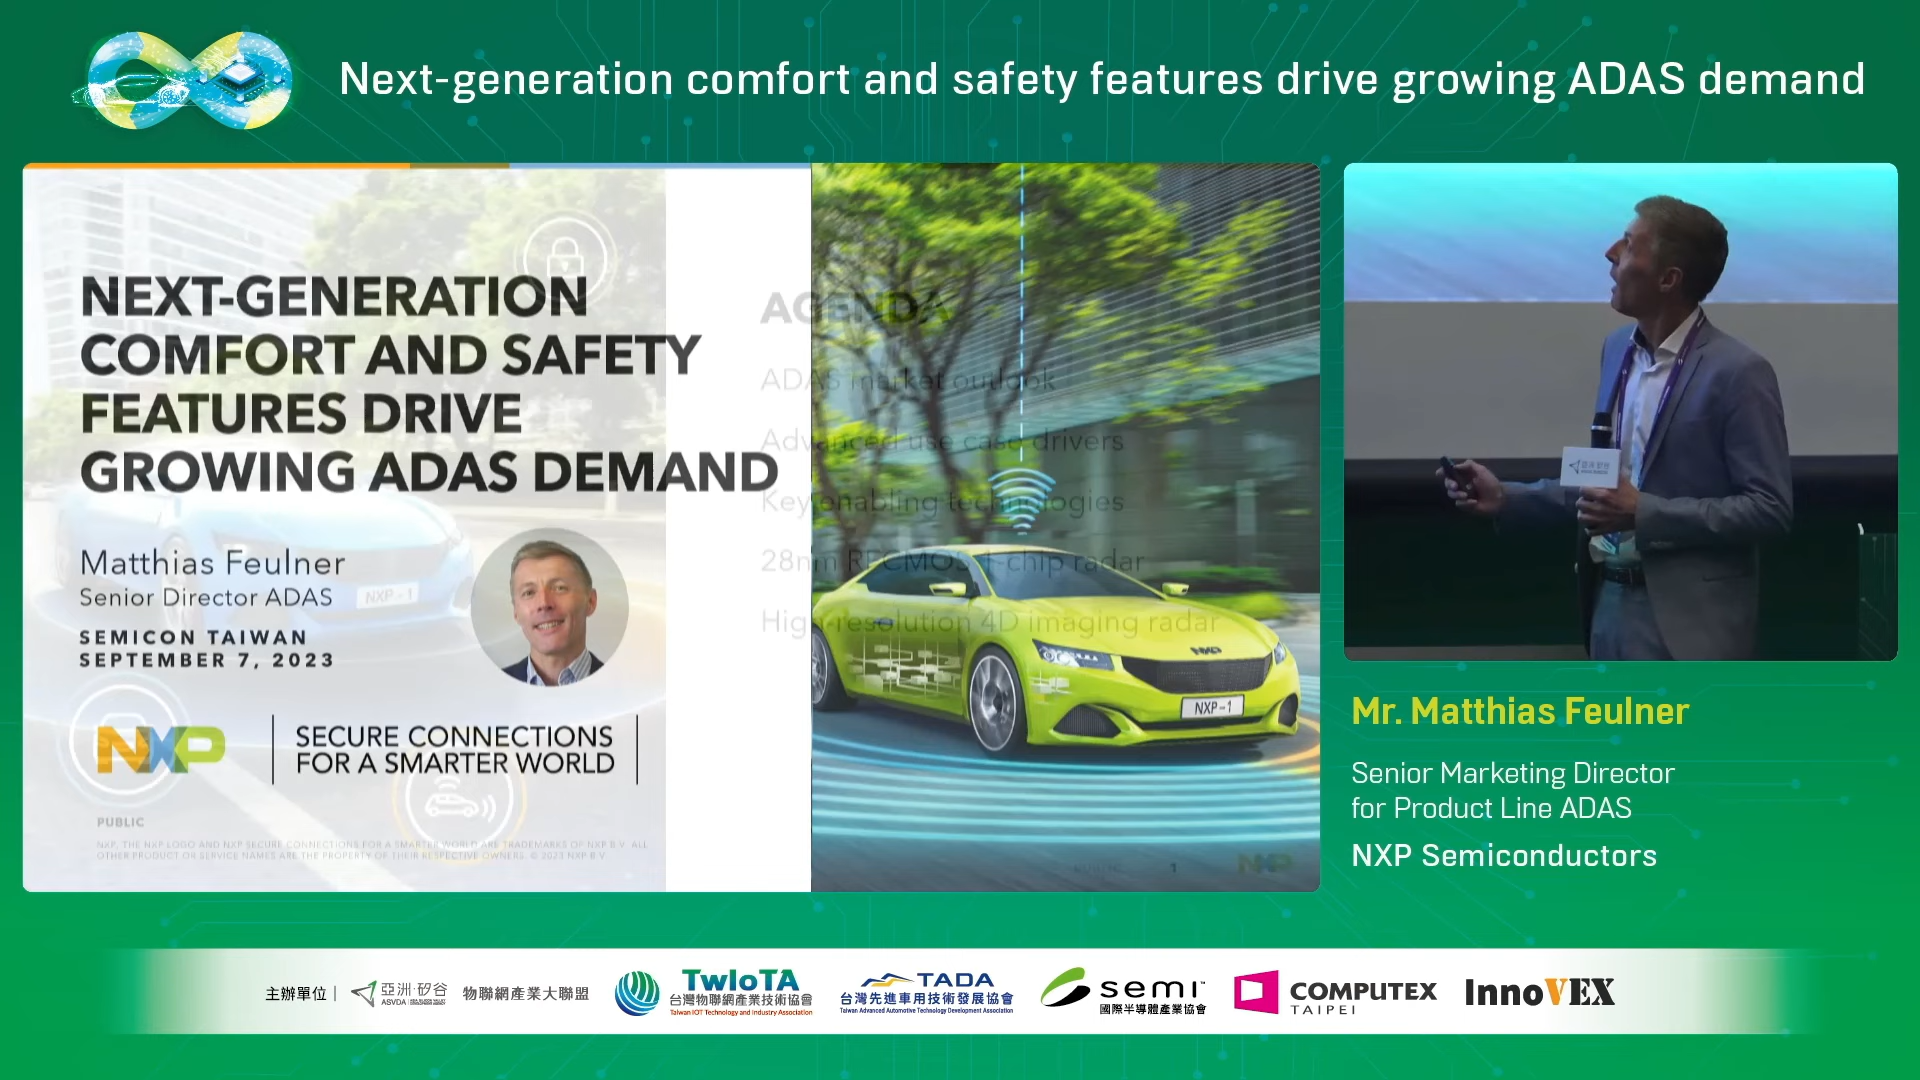 Next-generation comfort and safety features drive growing ADAS demand
NEXT-GENERATION
COMFORT AND SAFETY
FEATURES DRIVE
GROWING ADAS DEMAND
Matthias Feulner
Senior Director ADAS
SEMICON TAIWAN
SEPTEMBER 7, 2023
NXP
SECURE CONNECTIONS
FOR A SMARTER WORLD
PUBLIC
NXP, THE NXP LOGO AND NXP SECURE CONNECTIONS FOR A SMARTER WORLD ARE TRADEMARKS OF NXP B.V. ALL
OTHER PRODUCT OR SERVICE NAMES ARE THE PROPERTY OF THEIR RESPECTIVE OWNERS. © 2023 NXP B.V.
NXP-1
AGENDA
ADAS market outlook
Advanced use case drivers
Key enabling technologies
28nm RFCMOS 1-chip radar
High-resolution 4D imaging radar
NXP
NXP-1
1
NXP
Mr. Matthias Feulner
Senior Marketing Director
for Product Line ADAS
NXP Semiconductors
主辦單位
亞洲·矽谷
ASVDA
物聯網產業大聯盟
TwIoTA
台灣物聯網產業技術協會
Taiwan IOT Technology and Industry Association
TADA
台灣先進車用技術發展協會
Taiwan Advanced Automotive Technology Development Association
semi
國際半導體產業協會
COMPUTEX
TAIPEI
InnoVEX